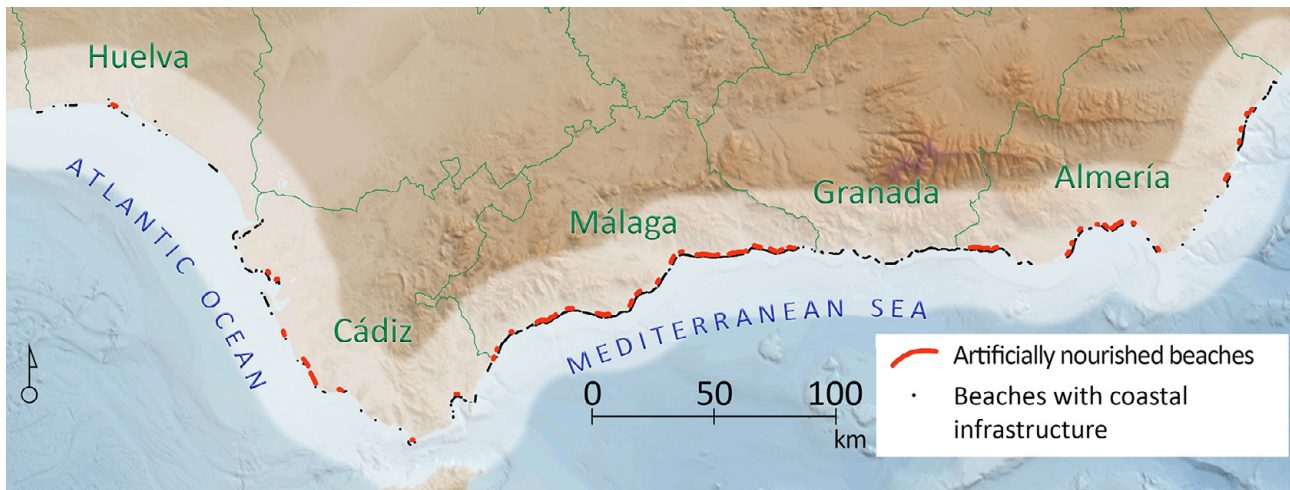 Huelva
Granada
Almería
Málaga
Cádiz
ATLANTIC OCEAN
MEDITERRANEAN SEA
0 50 100
km
Artificially nourished beaches
Beaches with coastal
infrastructure